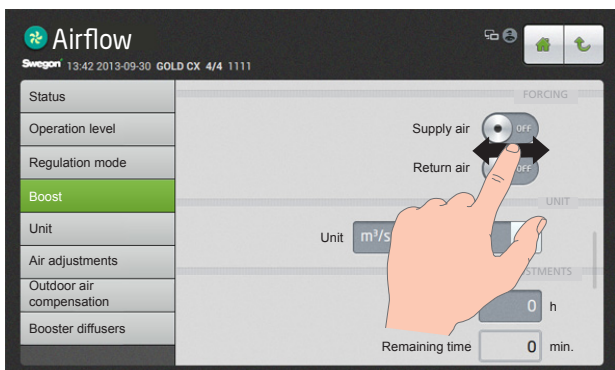 Airflow
Swegon 13:42 2013-09-30 GOLD CX 4/4 1111
Status
Operation level
Regulation mode
Boost
Unit
Air adjustments
Outdoor air
compensation
Booster diffusers
FORCING
Supply air OFF
Return air OFF
UNIT
Unit m³/s
0 h
Remaining time 0 min.